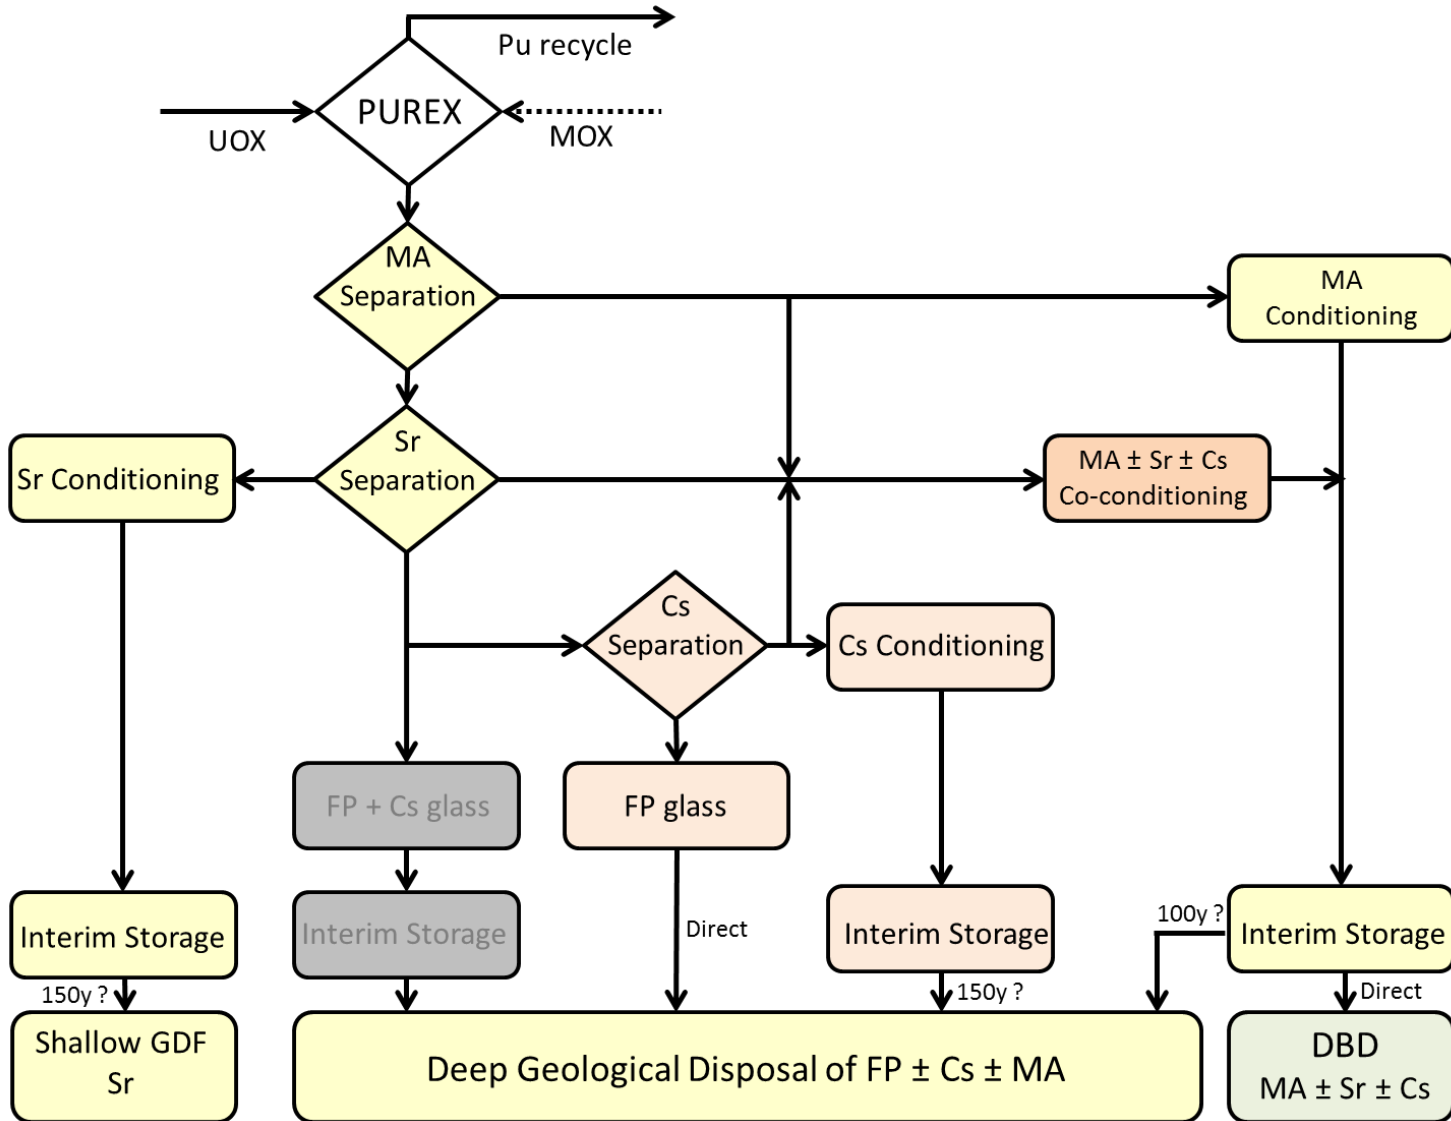 Pu recycle
PUREX
UOX
MOX
MA
Separation
MA
Conditioning
Sr
Separation
Sr Conditioning
MA ± Sr ± Cs
Co-conditioning
Cs
Separation
Cs Conditioning
FP + Cs glass
FP glass
Interim Storage
Interim Storage
Direct
Interim Storage
100y ?
Interim Storage
150y ?
150y ?
Direct
Shallow GDF
Sr
Deep Geological Disposal of FP ± Cs ± MA
DBD
MA ± Sr ± Cs